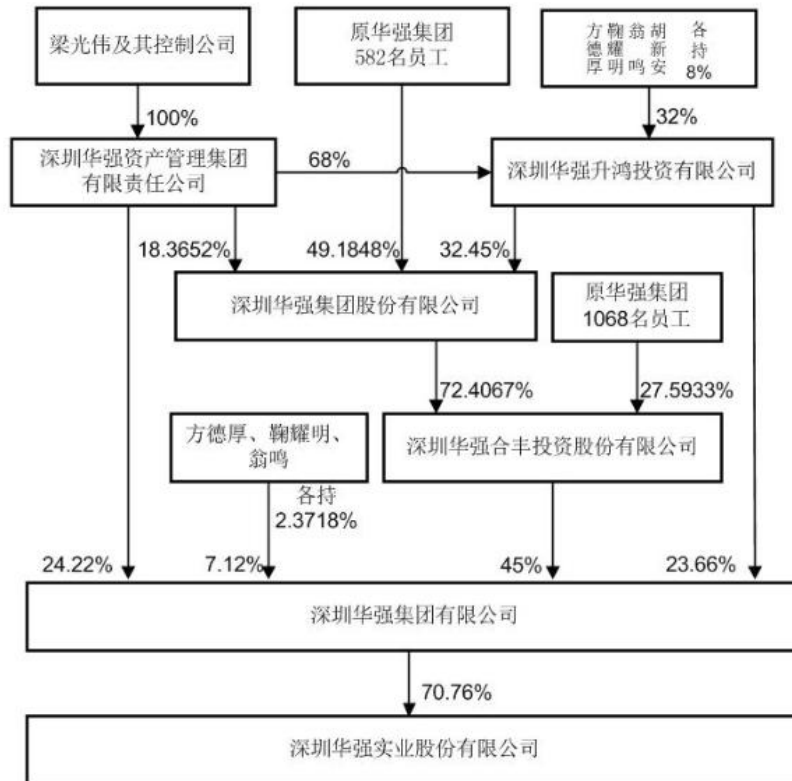 梁光伟及其控制公司
原华强集团
582名员工
方德厚
鞠耀明
翁鸣
胡新安
各持
8%
100%
32%
深圳华强资产管理集团
有限责任公司
68%
深圳华强升鸿投资有限公司
18.3652%
49.1848%
32.45%
深圳华强集团股份有限公司
原华强集团
1068名员工
72.4067%
27.5933%
方德厚、鞠耀明、
翁鸣
深圳华强合丰投资股份有限公司
各持
2.3718%
24.22%
7.12%
45%
23.66%
深圳华强集团有限公司
70.76%
深圳华强实业股份有限公司